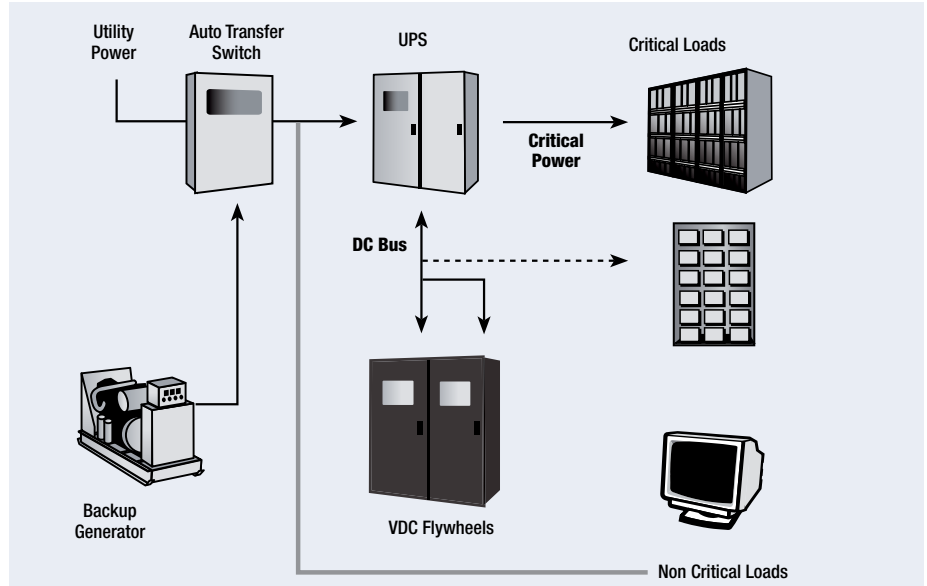 Utility
Power
Auto Transfer
Switch
UPS
Critical Loads
Critical
Power
DC Bus
Backup
Generator
VDC Flywheels
Non Critical Loads